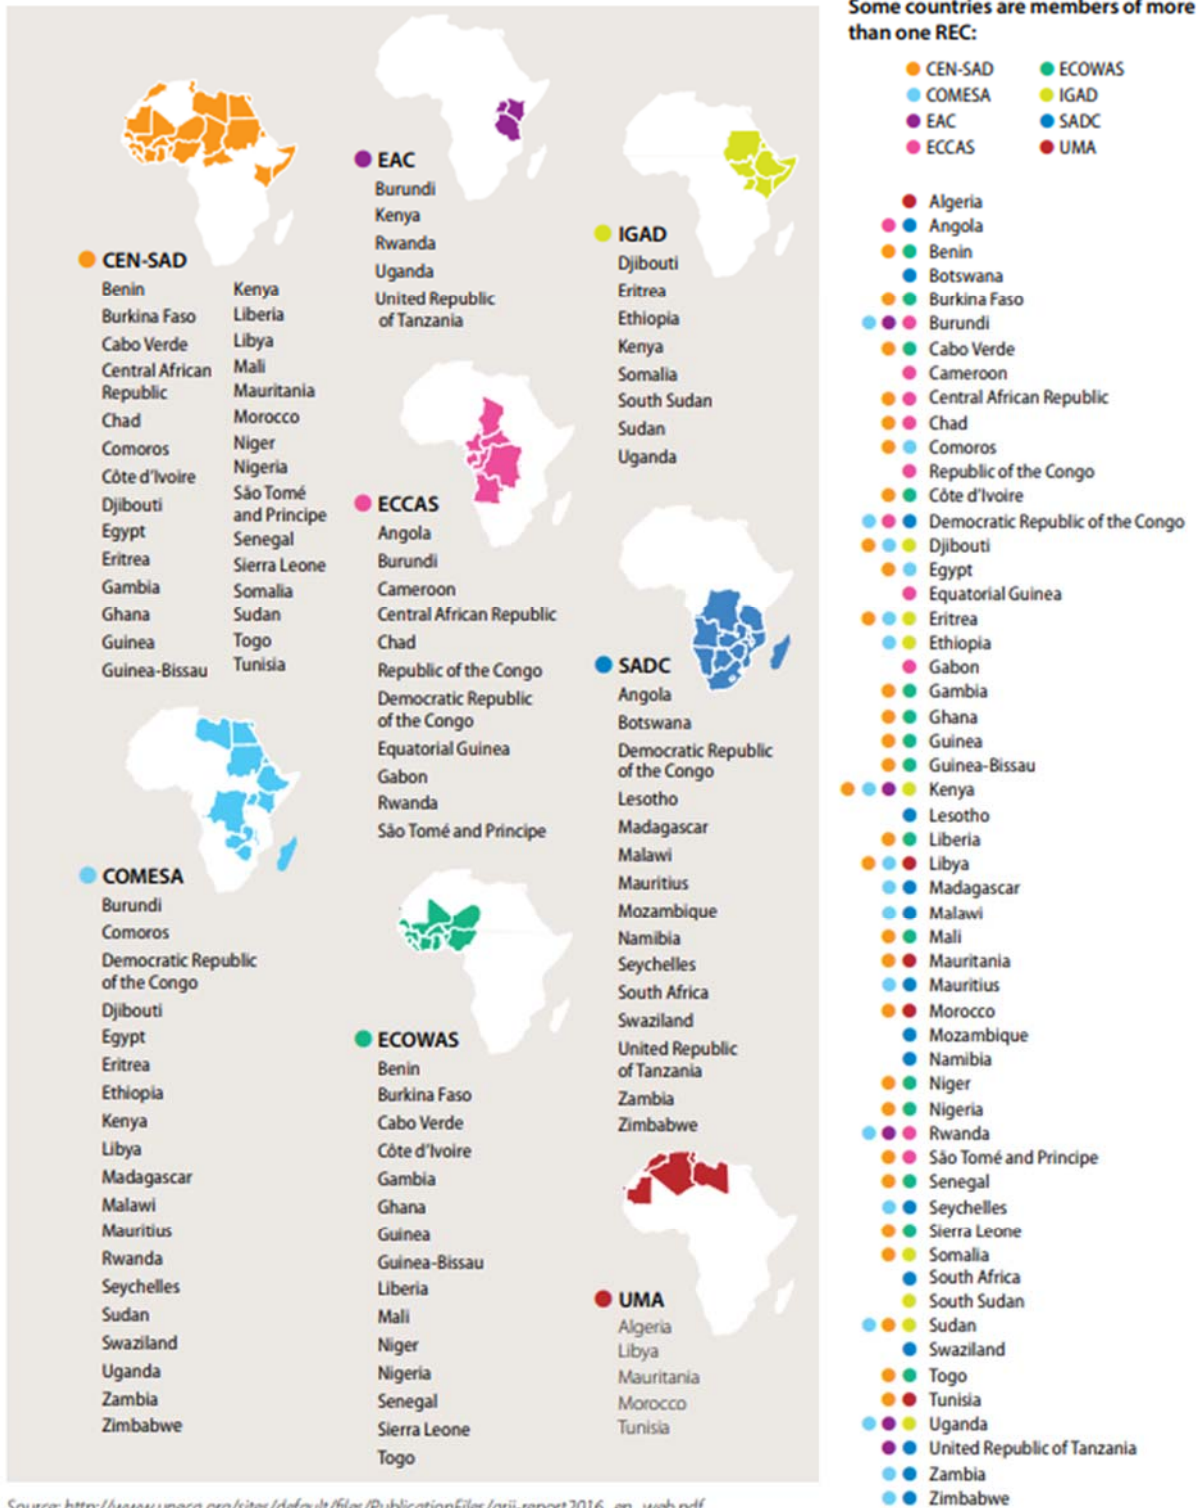 CEN-SAD
Benin
Burkina Faso
Cabo Verde
Central African
Republic
Chad
Comoros
Côte d'Ivoire
Djibouti
Egypt
Eritrea
Gambia
Ghana
Guinea
Guinea-Bissau
Kenya
Liberia
Libya
Mali
Mauritania
Morocco
Niger
Nigeria
São Tomé
and Principe
Senegal
Sierra Leone
Somalia
Sudan
Togo
Tunisia
COMESA
Burundi
Comoros
Democratic Republic
of the Congo
Djibouti
Egypt
Eritrea
Ethiopia
Kenya
Libya
Madagascar
Malawi
Mauritius
Rwanda
Seychelles
Sudan
Swaziland
Uganda
Zambia
Zimbabwe
EAC
Burundi
Kenya
Rwanda
Uganda
United Republic
of Tanzania
ECCAS
Angola
Burundi
Cameroon
Central African Republic
Chad
Republic of the Congo
Democratic Republic
of the Congo
Equatorial Guinea
Gabon
Rwanda
São Tomé and Principe
ECOWAS
Benin
Burkina Faso
Cabo Verde
Côte d'Ivoire
Gambia
Ghana
Guinea
Guinea-Bissau
Liberia
Mali
Niger
Nigeria
Senegal
Sierra Leone
Togo
IGAD
Djibouti
Eritrea
Ethiopia
Kenya
Somalia
South Sudan
Sudan
Uganda
SADC
Angola
Botswana
Democratic Republic
of the Congo
Lesotho
Madagascar
Malawi
Mauritius
Mozambique
Namibia
Seychelles
South Africa
Swaziland
United Republic
of Tanzania
Zambia
Zimbabwe
UMA
Algeria
Libya
Mauritania
Morocco
Tunisia
Some countries are members of more
than one REC:
CEN-SAD ECOWAS
COMESA IGAD
EAC SADC
ECCAS UMA
Algeria
Angola
Benin
Botswana
Burkina Faso
Burundi
Cabo Verde
Cameroon
Central African Republic
Chad
Comoros
Republic of the Congo
Côte d'Ivoire
Democratic Republic of the Congo
Djibouti
Egypt
Equatorial Guinea
Eritrea
Ethiopia
Gabon
Gambia
Ghana
Guinea
Guinea-Bissau
Kenya
Lesotho
Liberia
Libya
Madagascar
Malawi
Mali
Mauritania
Mauritius
Morocco
Mozambique
Namibia
Niger
Nigeria
Rwanda
São Tomé and Principe
Senegal
Seychelles
Sierra Leone
Somalia
South Africa
South Sudan
Sudan
Swaziland
Togo
Tunisia
Uganda
United Republic of Tanzania
Zambia
Zimbabwe
Source: http://www.uneca.org/sites/default/files/PublicationFiles/arii-report2016_en_web.pdf